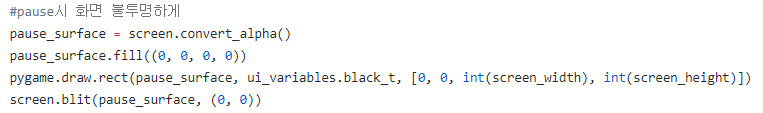 #pause시 화면 불투명하게
pause_surface = screen.convert_alpha()
pause_surface.fill((0, 0, 0, 0))
pygame.draw.rect(pause_surface, ui_variables.black_t, [0, 0, int(screen_width), int(screen_height)])
screen.blit(pause_surface, (0, 0))